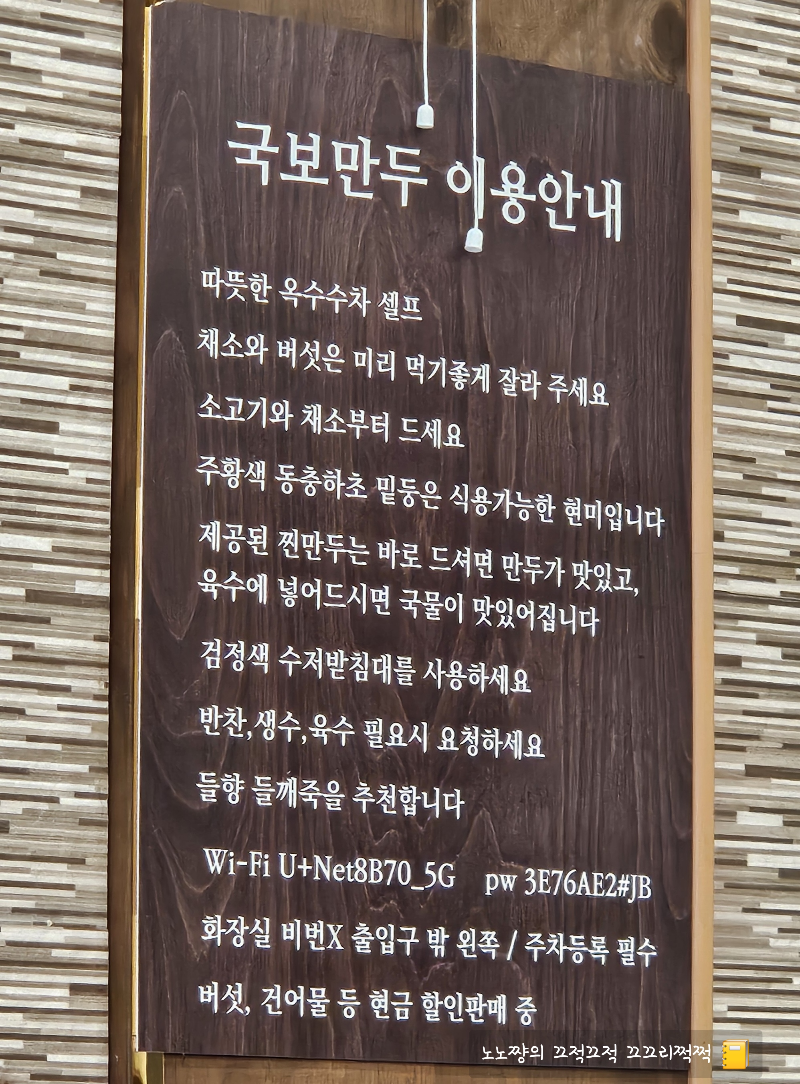 국보만두 이용안내
따뜻한 옥수수차 셀프
채소와 버섯은 미리 먹기좋게 잘라 주세요
소고기와 채소부터 드세요
주황색 동충하초 밑둥은 식용가능한 현미입니다
제공된 찐만두는 바로 드셔면 만두가 맛있고,
육수에 넣어드시면 국물이 맛있어집니다
검정색 수저받침대를 사용하세요
반찬,생수,육수 필요시 요청하세요
들향 들깨죽을 추천합니다
Wi-Fi U+Net8B70_5G pw 3E76AE2#JB
화장실 비번X 출입구 밖 왼쪽 / 주차등록 필수
버섯, 건어물 등 현금 할인판매 중
노노쨩의 끄적끄적 끄끄리쩍쩍